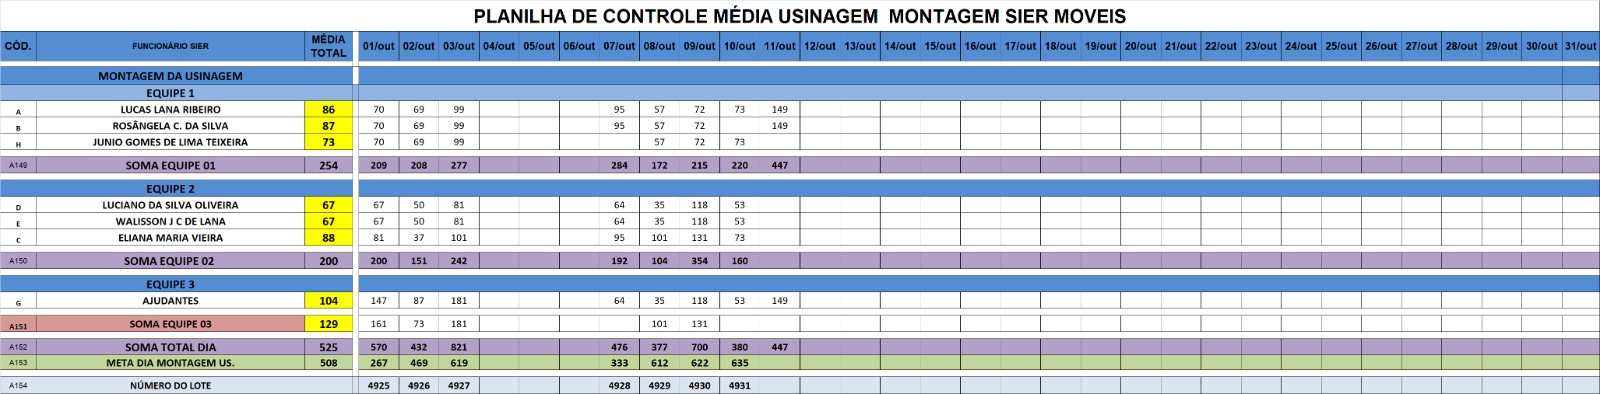 PLANILHA DE CONTROLE MÉDIA USINAGEM MONTAGEM SIER MOVEIS
CÓD. FUNCIONÁRIO SIER MÉDIA TOTAL 01/out 02/out 03/out 04/out 05/out 06/out 07/out 08/out 09/out 10/out 11/out 12/out 13/out 14/out 15/out 16/out 17/out 18/out 19/out 20/out 21/out 22/out 23/out 24/out 25/out 26/out 27/out 28/out 29/out 30/out 31/out
MONTAGEM DA USINAGEM
EQUIPE 1
A LUCAS LANA RIBEIRO 86 70 69 99 95 57 72 73 149
B ROSÂNGELA C. DA SILVA 87 70 69 99 95 57 72 149
H JUNIO GOMES DE LIMA TEIXEIRA 73 70 69 99 57 72 73
A149 SOMA EQUIPE 01 254 209 208 277 284 172 215 220 447
EQUIPE 2
D LUCIANO DA SILVA OLIVEIRA 67 67 50 81 64 35 118 53
E WALISSON J C DE LANA 67 67 50 81 64 35 118 53
C ELIANA MARIA VIEIRA 88 81 37 101 95 101 131 73
A150 SOMA EQUIPE 02 200 200 151 242 192 104 354 160
EQUIPE 3
G AJUDANTES 104 147 87 181 64 35 118 53 149
A151 SOMA EQUIPE 03 129 161 73 181 101 131
A152 SOMA TOTAL DIA 525 570 432 821 476 377 700 380 447
A153 META DIA MONTAGEM US. 508 267 469 619 333 612 622 635
A154 NÚMERO DO LOTE 4925 4926 4927 4928 4929 4930 4931